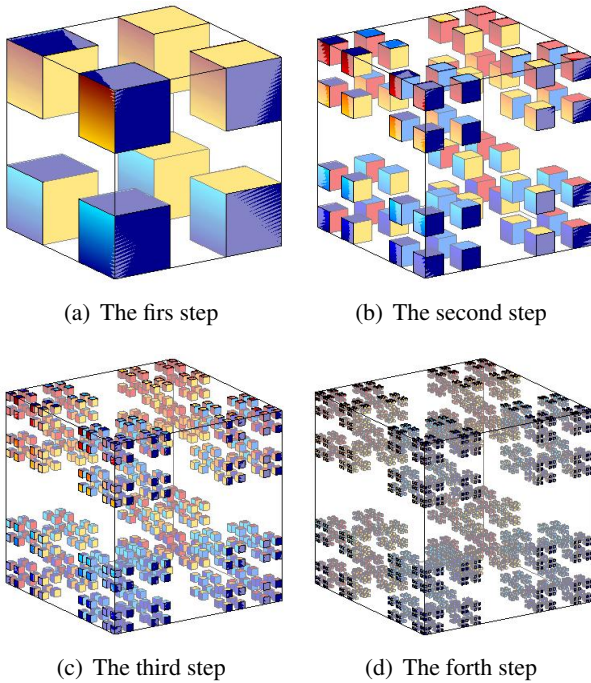 (a) The firs step
(b) The second step
(c) The third step
(d) The forth step